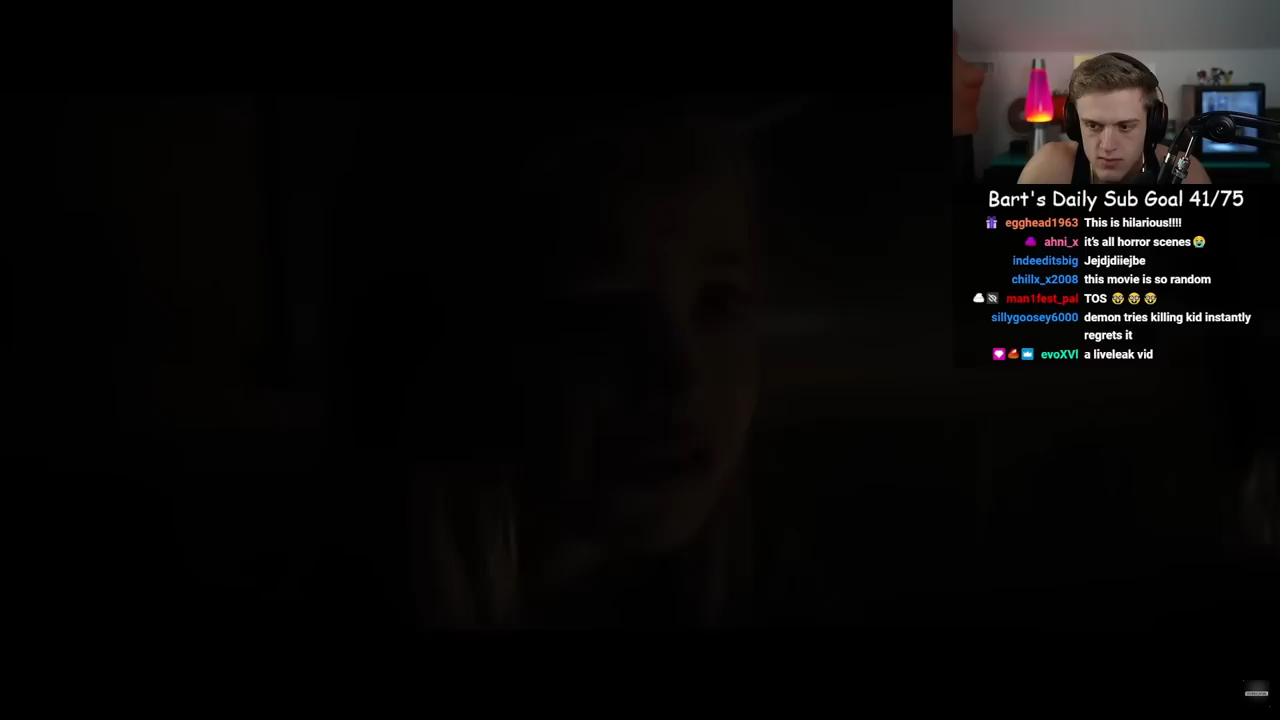 Bart's Daily Sub Goal 41/75
egghead1963 This is hilarious!!!!
ahni_x it's all horror scenes😭
indeeditsbig Jejdjdiiejbe
chillx_x2008 this movie is so random
man1fest_pal TOS 🤓 🤓 🤓
sillygoosey6000 demon tries killing kid instantly
regrets it
evoXVI a liveleak vid